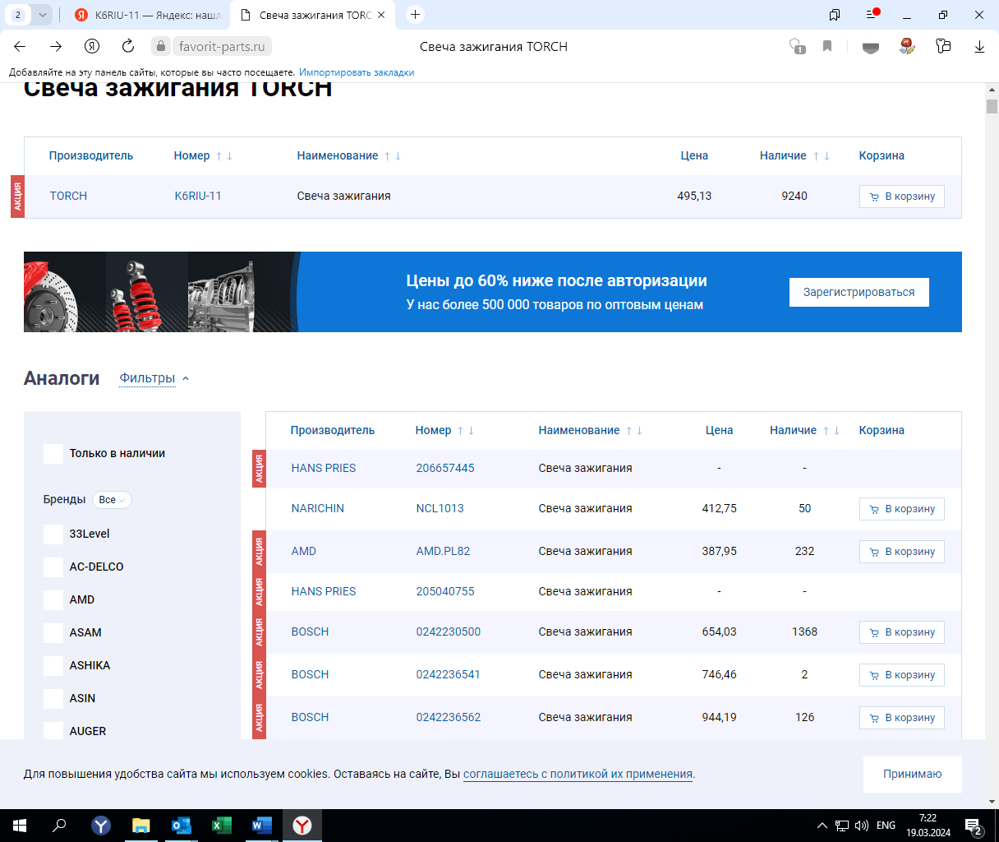 2
K6RIU-11 — Яндекс: нашл
Свеча зажигания TORC
favorit-parts.ru
Свеча зажигания TORCH
1
Добавляйте на эту панель сайты, которые вы часто посещаете. Импортировать закладки
Свеча зажигания TORCH
Производитель Номер ↑ ↓ Наименование ↑ ↓ Цена Наличие ↑ ↓ Корзина
АКЦИЯ TORCH K6RIU-11 Свеча зажигания 495,13 9240 В корзину
Цены до 60% ниже после авторизации
У нас более 500 000 товаров по оптовым ценам
Зарегистрироваться
Аналоги Фильтры
Только в наличии
Бренды Все
33Level
AC-DELCO
AMD
ASAM
ASHIKA
ASIN
AUGER
Производитель Номер ↑ ↓ Наименование ↑ ↓ Цена Наличие ↑ ↓ Корзина
АКЦИЯ HANS PRIES 206657445 Свеча зажигания - -
NARICHIN NCL1013 Свеча зажигания 412,75 50 В корзину
АКЦИЯ AMD AMD.PL82 Свеча зажигания 387,95 232 В корзину
АКЦИЯ HANS PRIES 205040755 Свеча зажигания - -
АКЦИЯ BOSCH 0242230500 Свеча зажигания 654,03 1368 В корзину
АКЦИЯ BOSCH 0242236541 Свеча зажигания 746,46 2 В корзину
АКЦИЯ BOSCH 0242236562 Свеча зажигания 944,19 126 В корзину
Для повышения удобства сайта мы используем cookies. Оставаясь на сайте, Вы соглашаетесь с политикой их применения.
Принимаю
ENG
7:22
19.03.2024
2